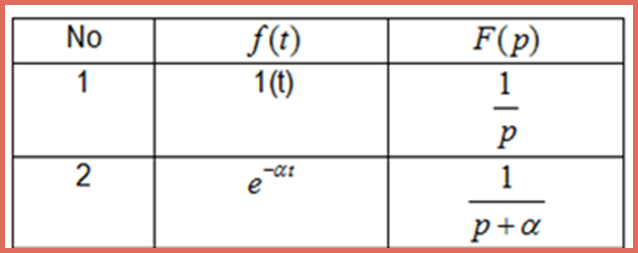 No f(t) F(p)
1 1(t) 1/p
2 e^{-αt} 1/(p+α)